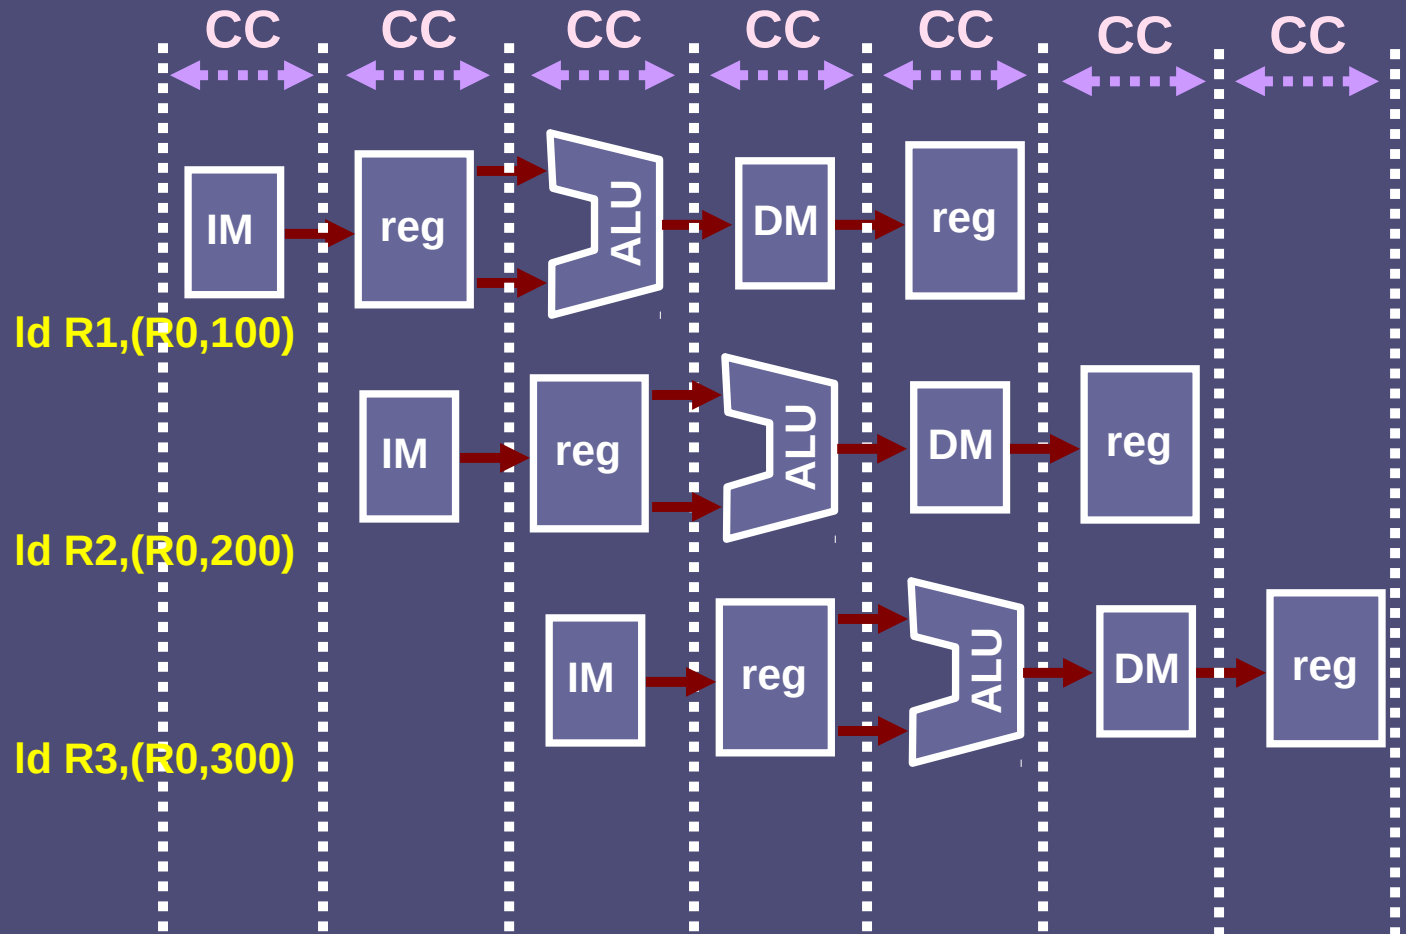 CC CC CC CC CC CC CC
IM reg ALU DM reg
ld R1,(R0,100)
IM reg ALU DM reg
ld R2,(R0,200)
IM reg ALU DM reg
ld R3,(R0,300)